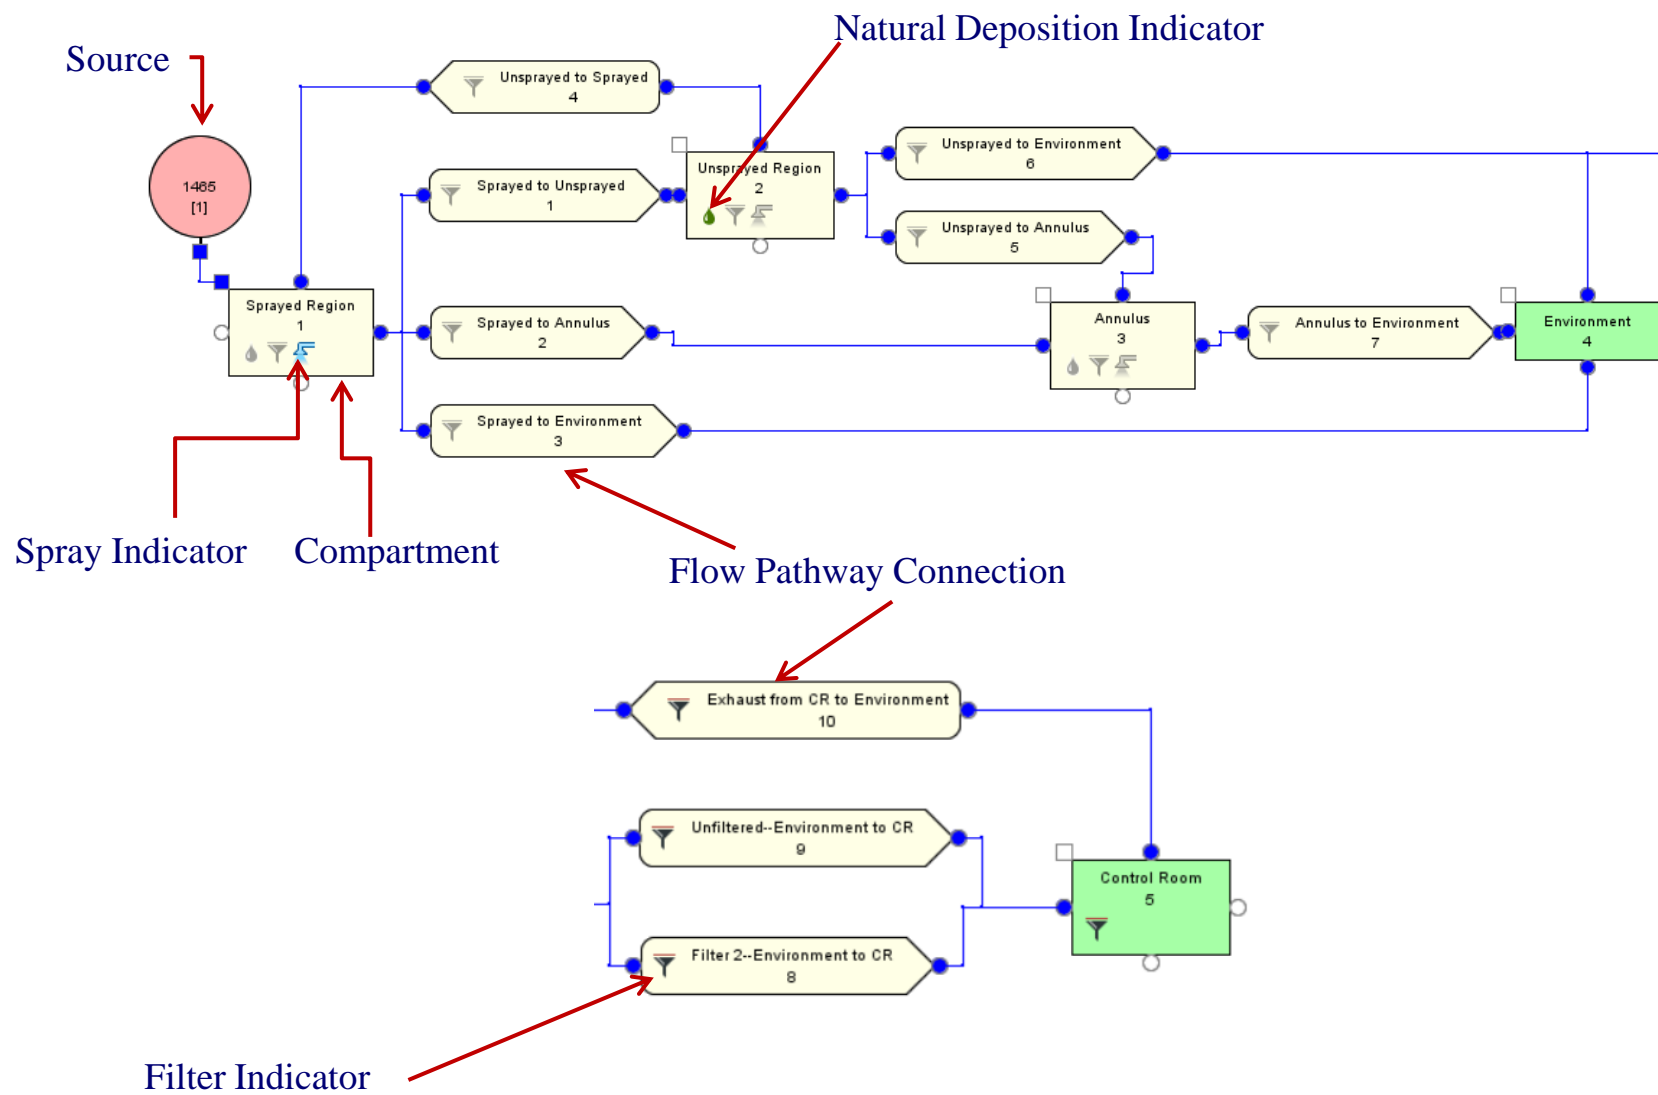 Natural Deposition Indicator
Source
Unsprayed to Sprayed
4
Unsprayed to Environment
6
Unsprayed Region
2
Sprayed to Unsprayed
1
1465
[1]
Unsprayed to Annulus
5
Sprayed Region
1
Sprayed to Annulus
2
Annulus
3
Annulus to Environment
7
Environment
4
Sprayed to Environment
3
Spray Indicator
Compartment
Flow Pathway Connection
Exhaust from CR to Environment
10
Unfiltered--Environment to CR
9
Control Room
5
Filter 2--Environment to CR
8
Filter Indicator